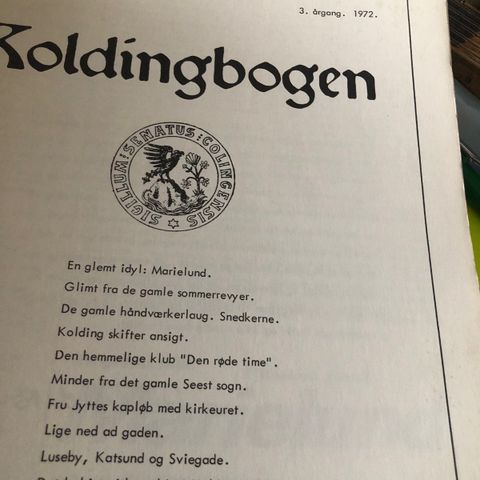 3. årgang. 1972.
Koldingbogen
SIGILLUM: SENATUS: COLINGENSIS
En glemt idyl: Marielund.
Glimt fra de gamle sommerrevyer.
De gamle håndværkerlaug. Snedkerne.
Kolding skifter ansigt.
Den hemmelige klub "Den røde time".
Minder fra det gamle Seest sogn.
Fru Jyttes kapløb med kirkeuret.
Lige ned ad gaden.
Luseby, Katsund og Sviegade.